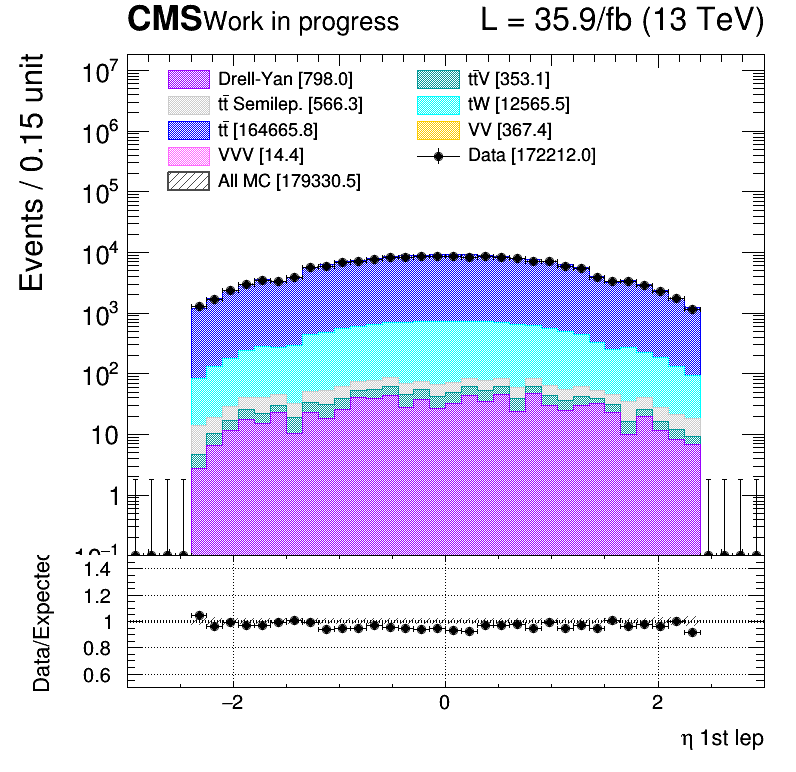 CMS Work in progress L = 35.9/fb (13 TeV)
Events / 0.15 unit
10⁷
10⁶
10⁵
10⁴
10³
10²
10
1
10⁻¹
Drell-Yan [798.0]
tt̄ Semilep. [566.3]
tt̄ [164665.8]
VVV [14.4]
All MC [179330.5]
tt̄V [353.1]
tW [12565.5]
VV [367.4]
Data [172212.0]
Data/Expected
1.4
1.2
1
0.8
0.6
−2 0 2
η 1st lep